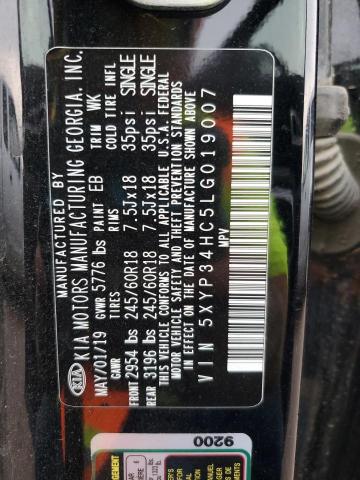 MANUFACTURED BY
KIA MOTORS MANUFACTURING GEORGIA. INC.
MAY/01/19 GVWR 5776 lbs PAINT EB TRIM WK
GAWR TIRES RIMS COLD TIRE INFL
FRONT 2954 lbs 245/60R18 7.5Jx18 35psi SINGLE
REAR 3196 lbs 245/60R18 7.5Jx18 35psi SINGLE
THIS VEHICLE CONFORMS TO ALL APPLICABLE U.S.A. FEDERAL
MOTOR VEHICLE SAFETY AND THEFT PREVENTION STANDARDS
IN EFFECT ON THE DATE OF MANUFACTURE SHOWN ABOVE
VIN : 5XYP34HC5LG019007
MPV
KIA
9200